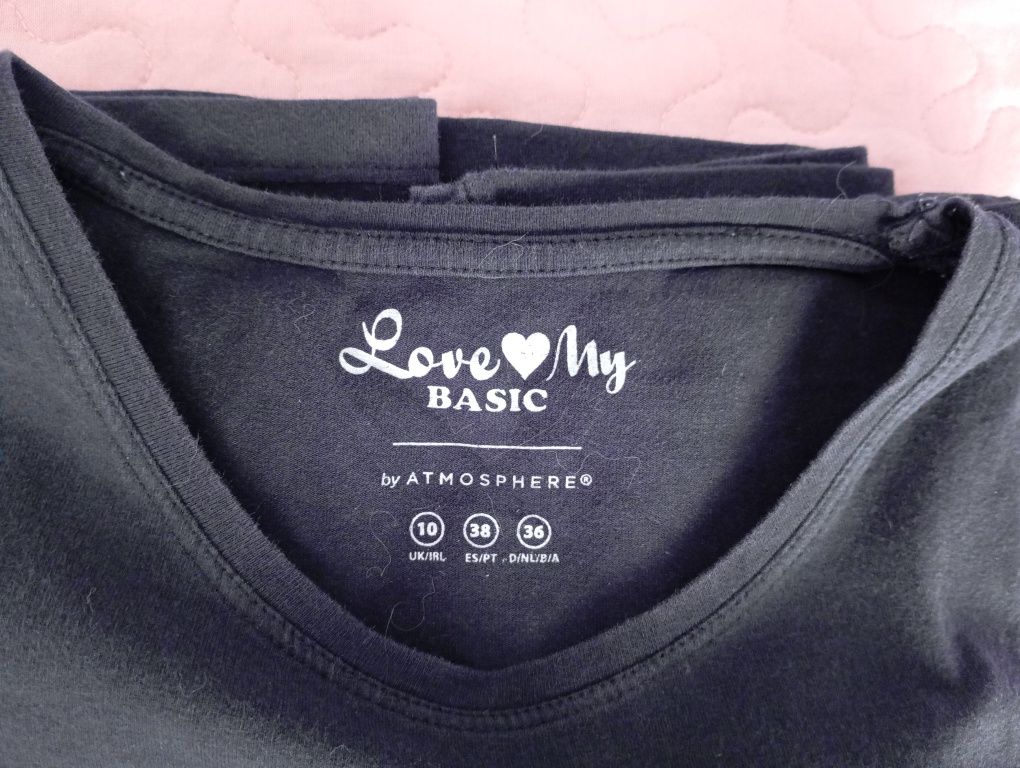 Love My
BASIC
by ATMOSPHERE®
10 38 36
UK/IRL ES/PT D/NL/B/A